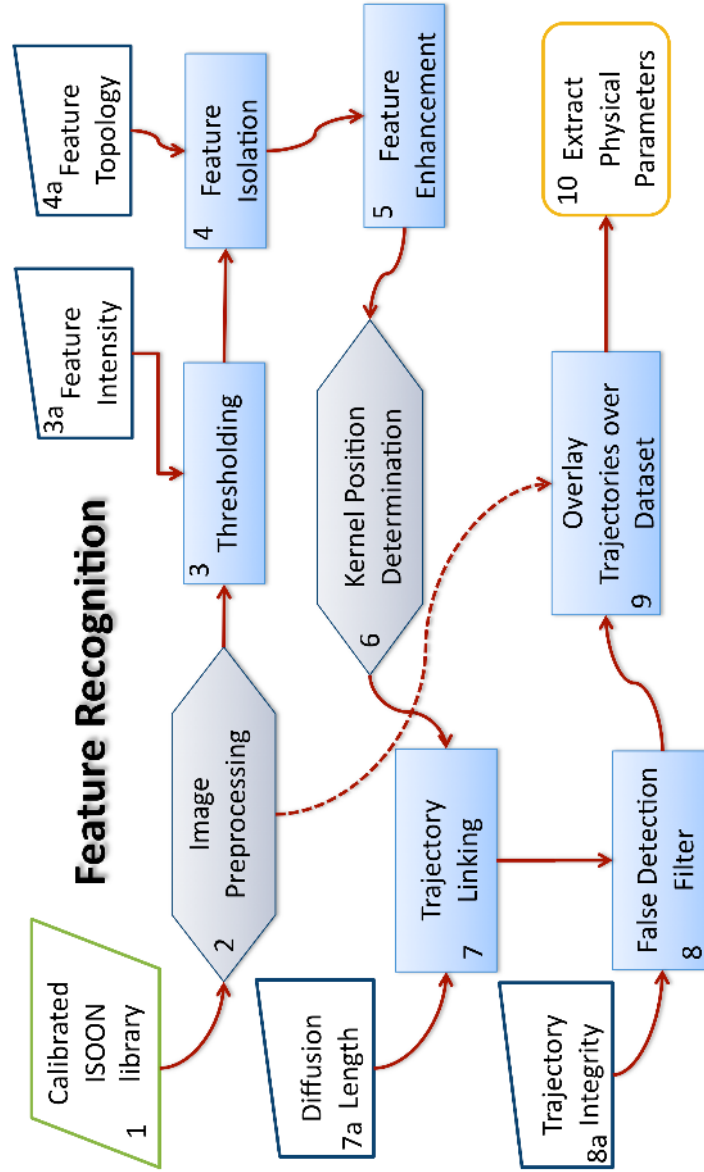 Feature Recognition
Calibrated
ISOON
library
1
Image
Preprocessing
2
3a Feature
Intensity
3 Thresholding
4a Feature
Topology
4 Feature
Isolation
5 Feature
Enhancement
Kernel Position
6 Determination
Diffusion
7a Length
Trajectory
7 Linking
Trajectory
8a Integrity
False Detection
8 Filter
Overlay
Trajectories over
9 Dataset
10 Extract
Physical
Parameters